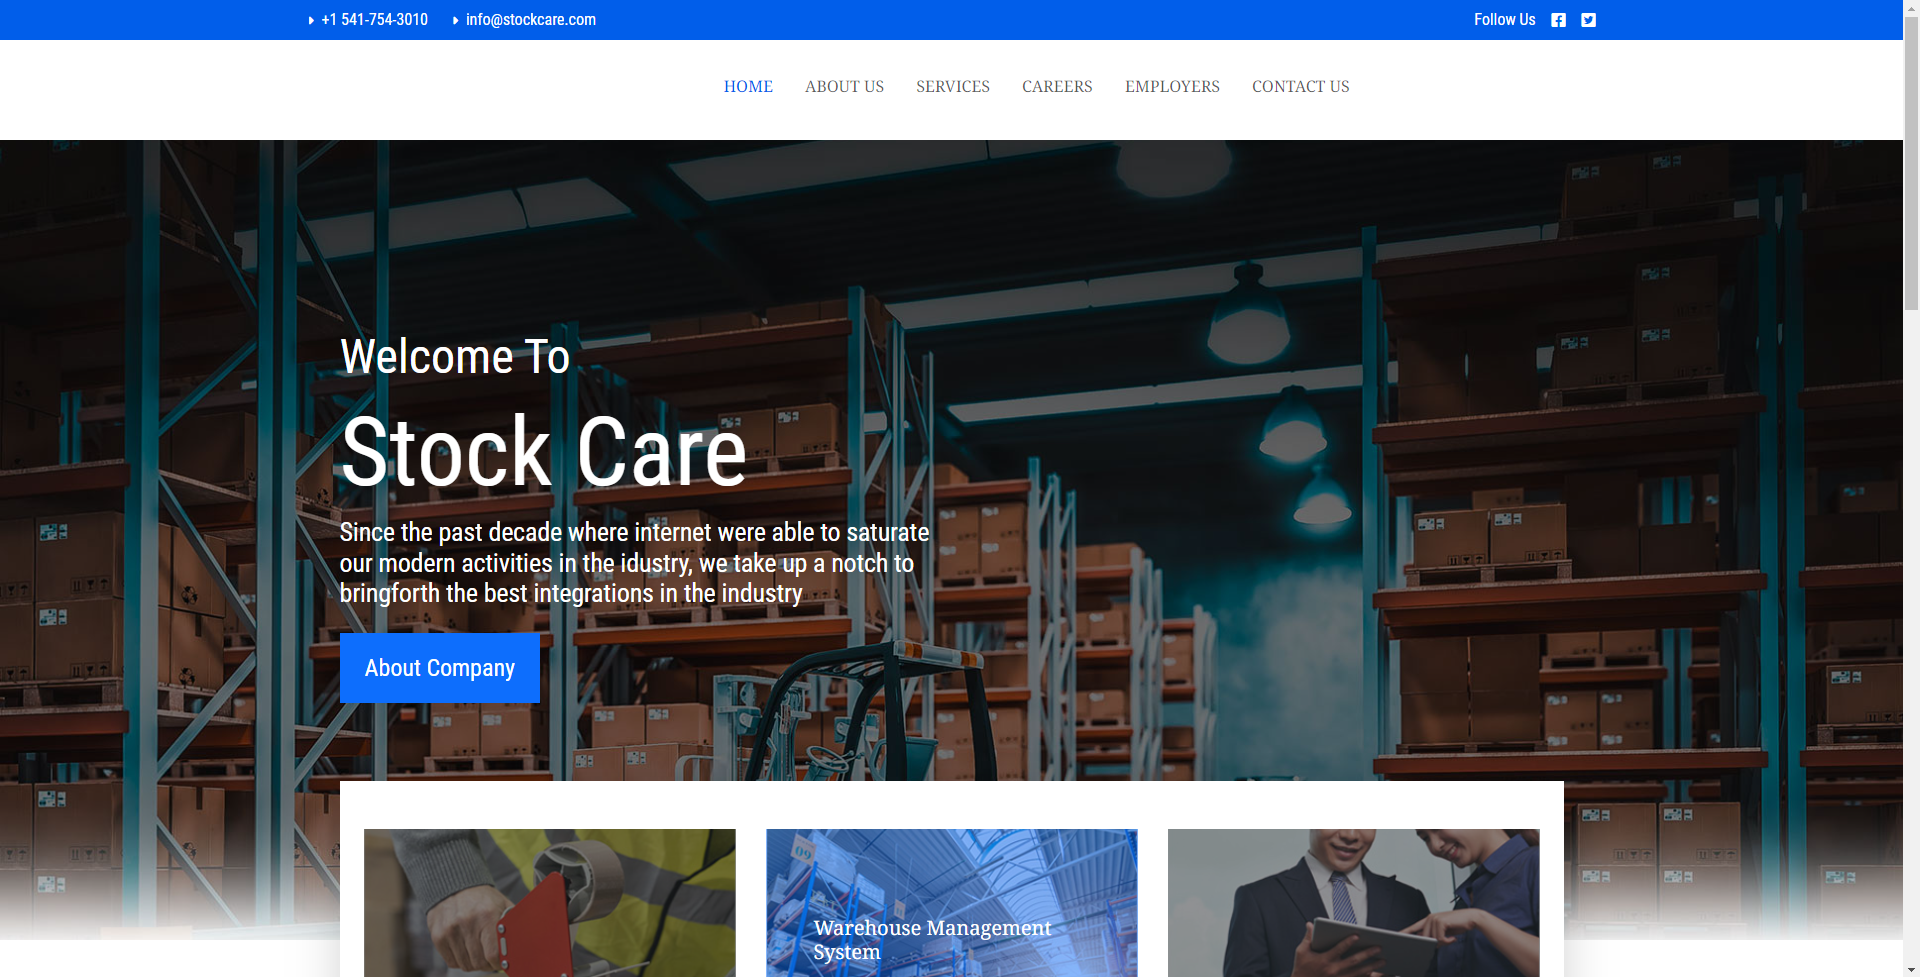 +1 541-754-3010 info@stockcare.com Follow Us
HOME ABOUT US SERVICES CAREERS EMPLOYERS CONTACT US
Welcome To
Stock Care
Since the past decade where internet were able to saturate
our modern activities in the idustry, we take up a notch to
bringforth the best integrations in the industry
About Company
09
Warehouse Management
System